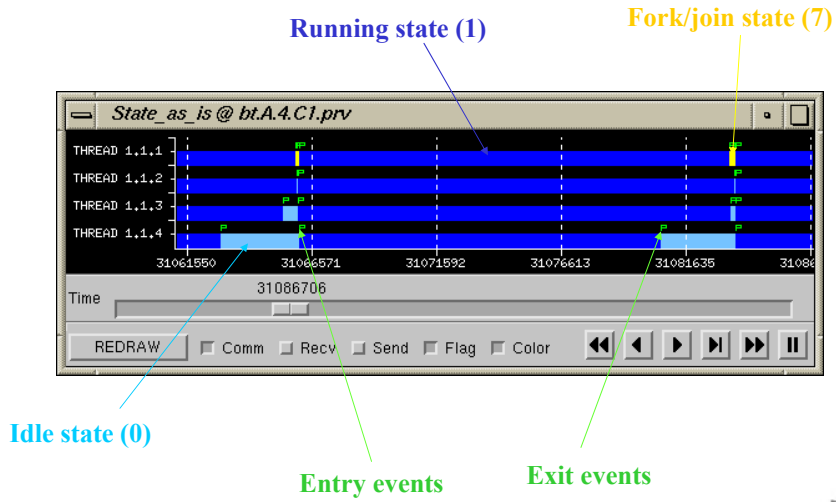 Fork/join state (7)
Running state (1)
State_as_is @ bt.A.4.C1.prv
THREAD 1.1.1
THREAD 1.1.2
THREAD 1.1.3
THREAD 1.1.4
31061550 31066571 31071592 31076613 31081635 31086
31086706
Time
REDRAW Comm Recv Send Flag Color
Idle state (0)
Entry events Exit events